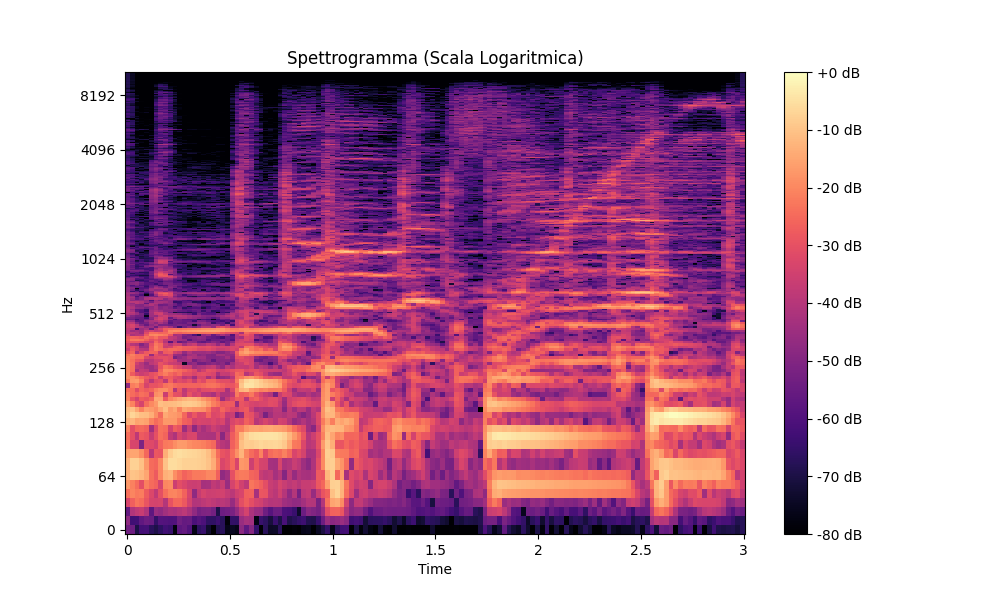 Spettrogramma (Scala Logaritmica)
Hz
8192
4096
2048
1024
512
256
128
64
0
0 0.5 1 1.5 2 2.5 3
Time
+0 dB
-10 dB
-20 dB
-30 dB
-40 dB
-50 dB
-60 dB
-70 dB
-80 dB